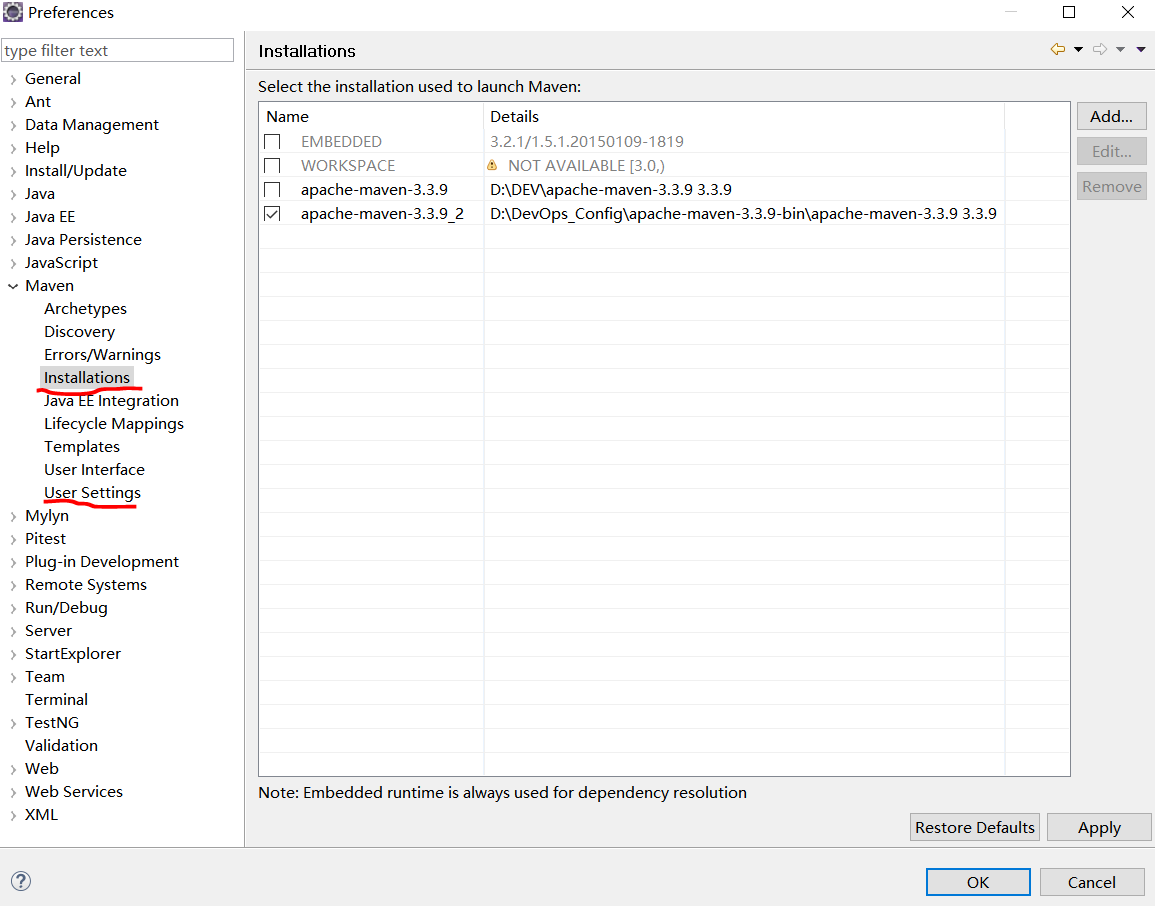 Preferences
type filter text
General
Ant
Data Management
Help
Install/Update
Java
Java EE
Java Persistence
JavaScript
Maven
Archetypes
Discovery
Errors/Warnings
Installations
Java EE Integration
Lifecycle Mappings
Templates
User Interface
User Settings
Mylyn
Pitest
Plug-in Development
Remote Systems
Run/Debug
Server
StartExplorer
Team
Terminal
TestNG
Validation
Web
Web Services
XML
Installations
Select the installation used to launch Maven:
Name Details
EMBEDDED 3.2.1/1.5.1.20150109-1819
WORKSPACE NOT AVAILABLE [3.0,)
apache-maven-3.3.9 D:\DEV\apache-maven-3.3.9 3.3.9
apache-maven-3.3.9_2 D:\DevOps_Config\apache-maven-3.3.9-bin\apache-maven-3.3.9 3.3.9
Add...
Edit...
Remove
Note: Embedded runtime is always used for dependency resolution
Restore Defaults Apply
OK Cancel